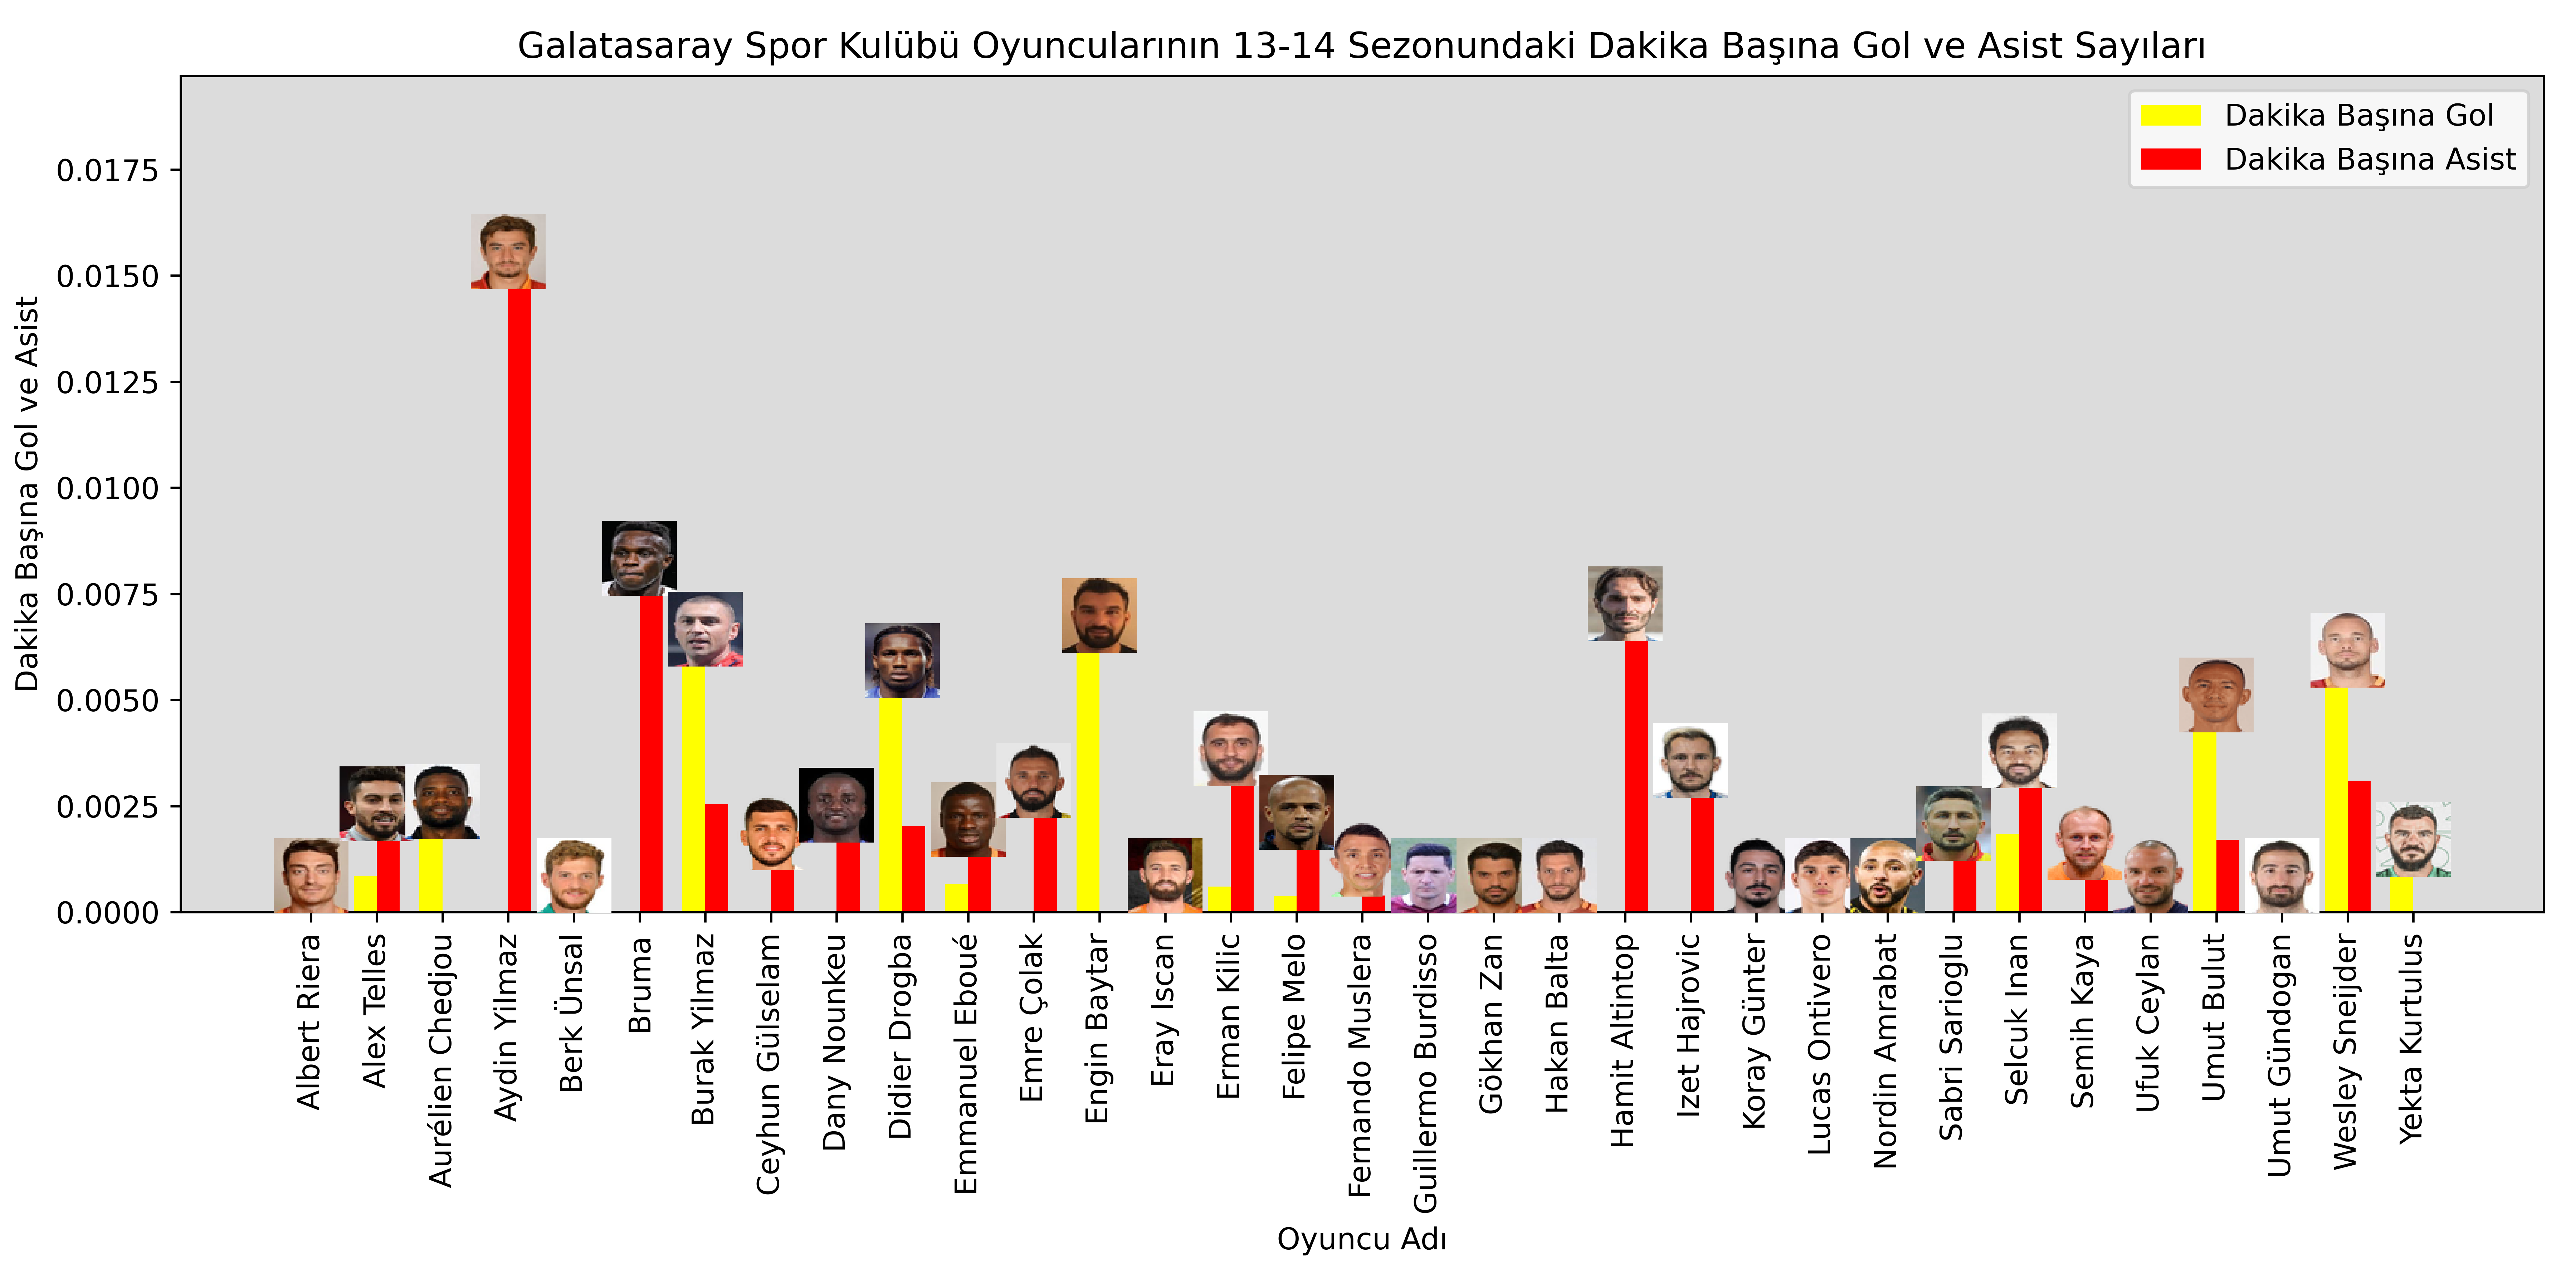 Galatasaray Spor Kulübü Oyuncularının 13-14 Sezonundaki Dakika Başına Gol ve Asist Sayıları
Dakika Başına Gol
Dakika Başına Asist
Dakika Başına Gol ve Asist
0.0175
0.0150
0.0125
0.0100
0.0075
0.0050
0.0025
0.0000
Albert Riera
Alex Telles
Aurélien Chedjou
Aydin Yilmaz
Berk Ünsal
Bruma
Burak Yilmaz
Ceyhun Gülselam
Dany Nounkeu
Didier Drogba
Emmanuel Eboué
Emre Çolak
Engin Baytar
Eray Iscan
Erman Kilic
Felipe Melo
Fernando Muslera
Guillermo Burdisso
Gökhan Zan
Hakan Balta
Hamit Altintop
Izet Hajrovic
Koray Günter
Lucas Ontivero
Nordin Amrabat
Sabri Sarioglu
Selcuk Inan
Semih Kaya
Ufuk Ceylan
Umut Bulut
Umut Gündogan
Wesley Sneijder
Yekta Kurtulus
Oyuncu Adı